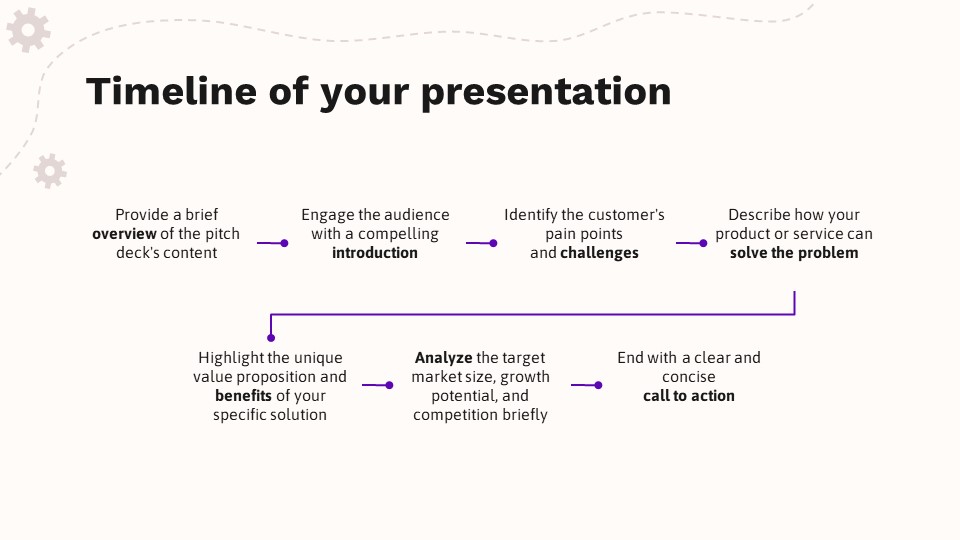 Timeline of your presentation
Provide a brief
overview of the pitch
deck's content
Engage the audience
with a compelling
introduction
Identify the customer's
pain points
and challenges
Describe how your
product or service can
solve the problem
Highlight the unique
value proposition and
benefits of your
specific solution
Analyze the target
market size, growth
potential, and
competition briefly
End with a clear and
concise
call to action